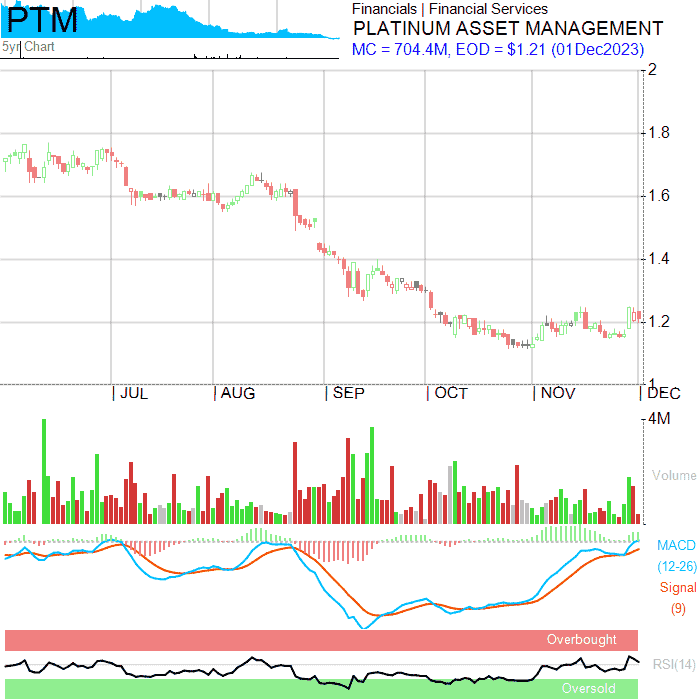 PTM
5yr Chart
Financials | Financial Services
PLATINUM ASSET MANAGEMENT
MC = 704.4M, EOD = $1.21 (01Dec2023)
2
1.8
1.6
1.4
1.2
1
JUL
AUG
SEP
OCT
NOV
DEC
4M
Volume
MACD
(12-26)
Signal
(9)
Overbought
RSI(14)
Oversold